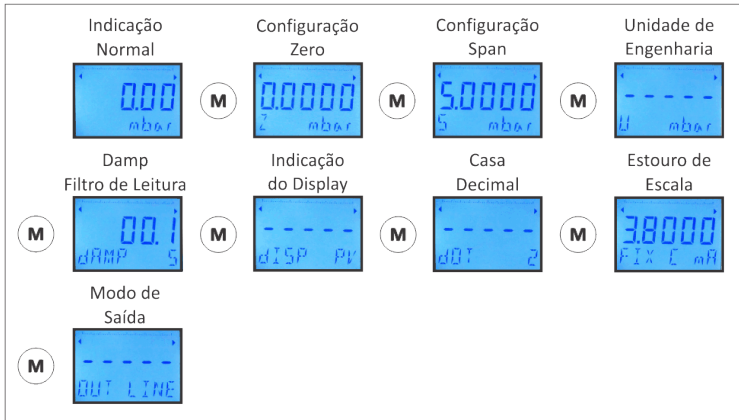 Indicação
Normal
0.00
mbar
M
Configuração
Zero
0.0000
Z mbar
M
Configuração
Span
5.0000
S mbar
M
Unidade de
Engenharia
- - - - -
U mbar
M
Damp
Filtro de Leitura
00.1
dAMP S
M
Indicação
do Display
- - - - -
dISP PV
M
Casa
Decimal
- - - - -
dOT 2
M
Estouro de
Escala
3.8000
FIX C mA
M
Modo de
Saída
- - - - -
OUT LINE